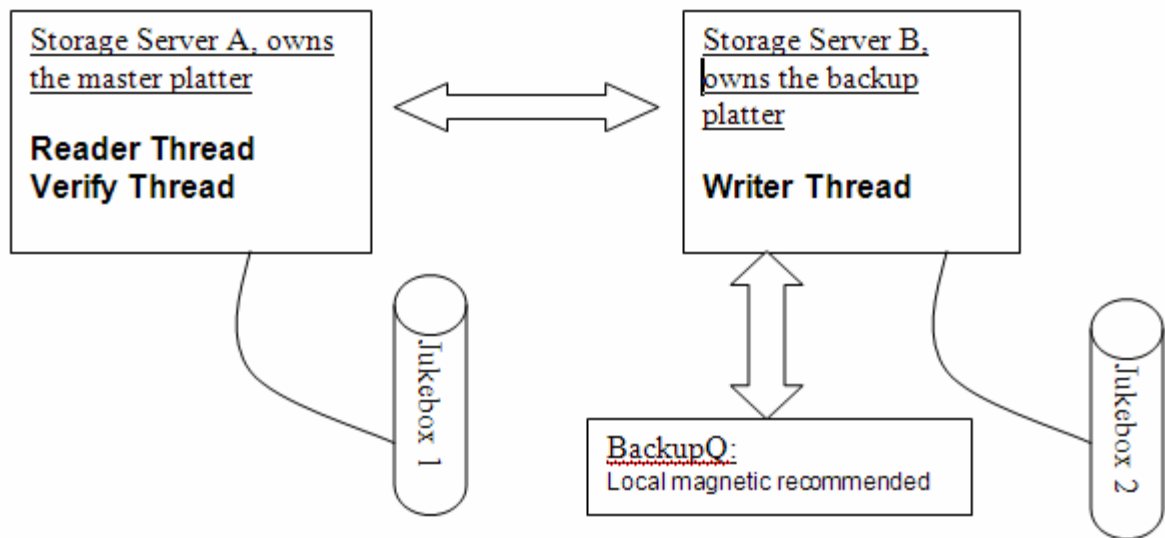 Storage Server A, owns
the master platter
Reader Thread
Verify Thread
Storage Server B,
owns the backup
platter
Writer Thread
Jukebox 1
BackupQ:
Local magnetic recommended
Jukebox 2